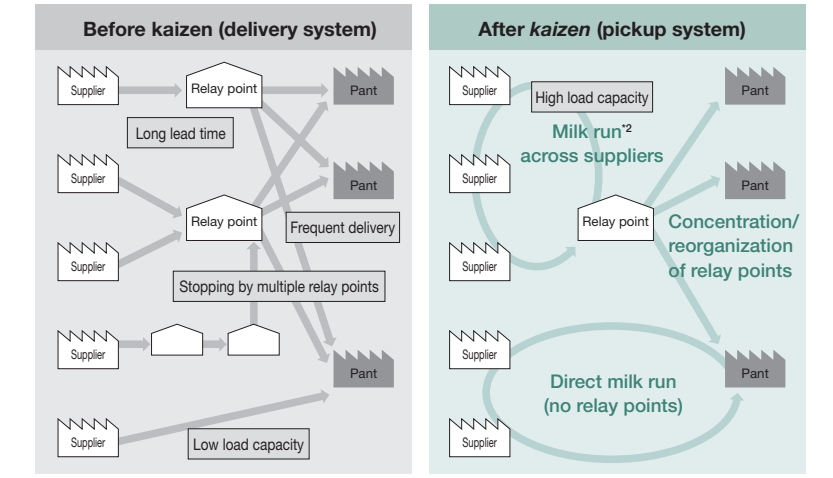 Before kaizen (delivery system)
Supplier
Relay point
Pant
Long lead time
Supplier
Pant
Relay point
Frequent delivery
Supplier
Stopping by multiple relay points
Supplier
Pant
Supplier
Low load capacity
After kaizen (pickup system)
Supplier
High load capacity
Pant
Milk run*2
across suppliers
Supplier
Pant
Relay point
Concentration/
reorganization
of relay points
Supplier
Supplier
Pant
Direct milk run
(no relay points)
Supplier